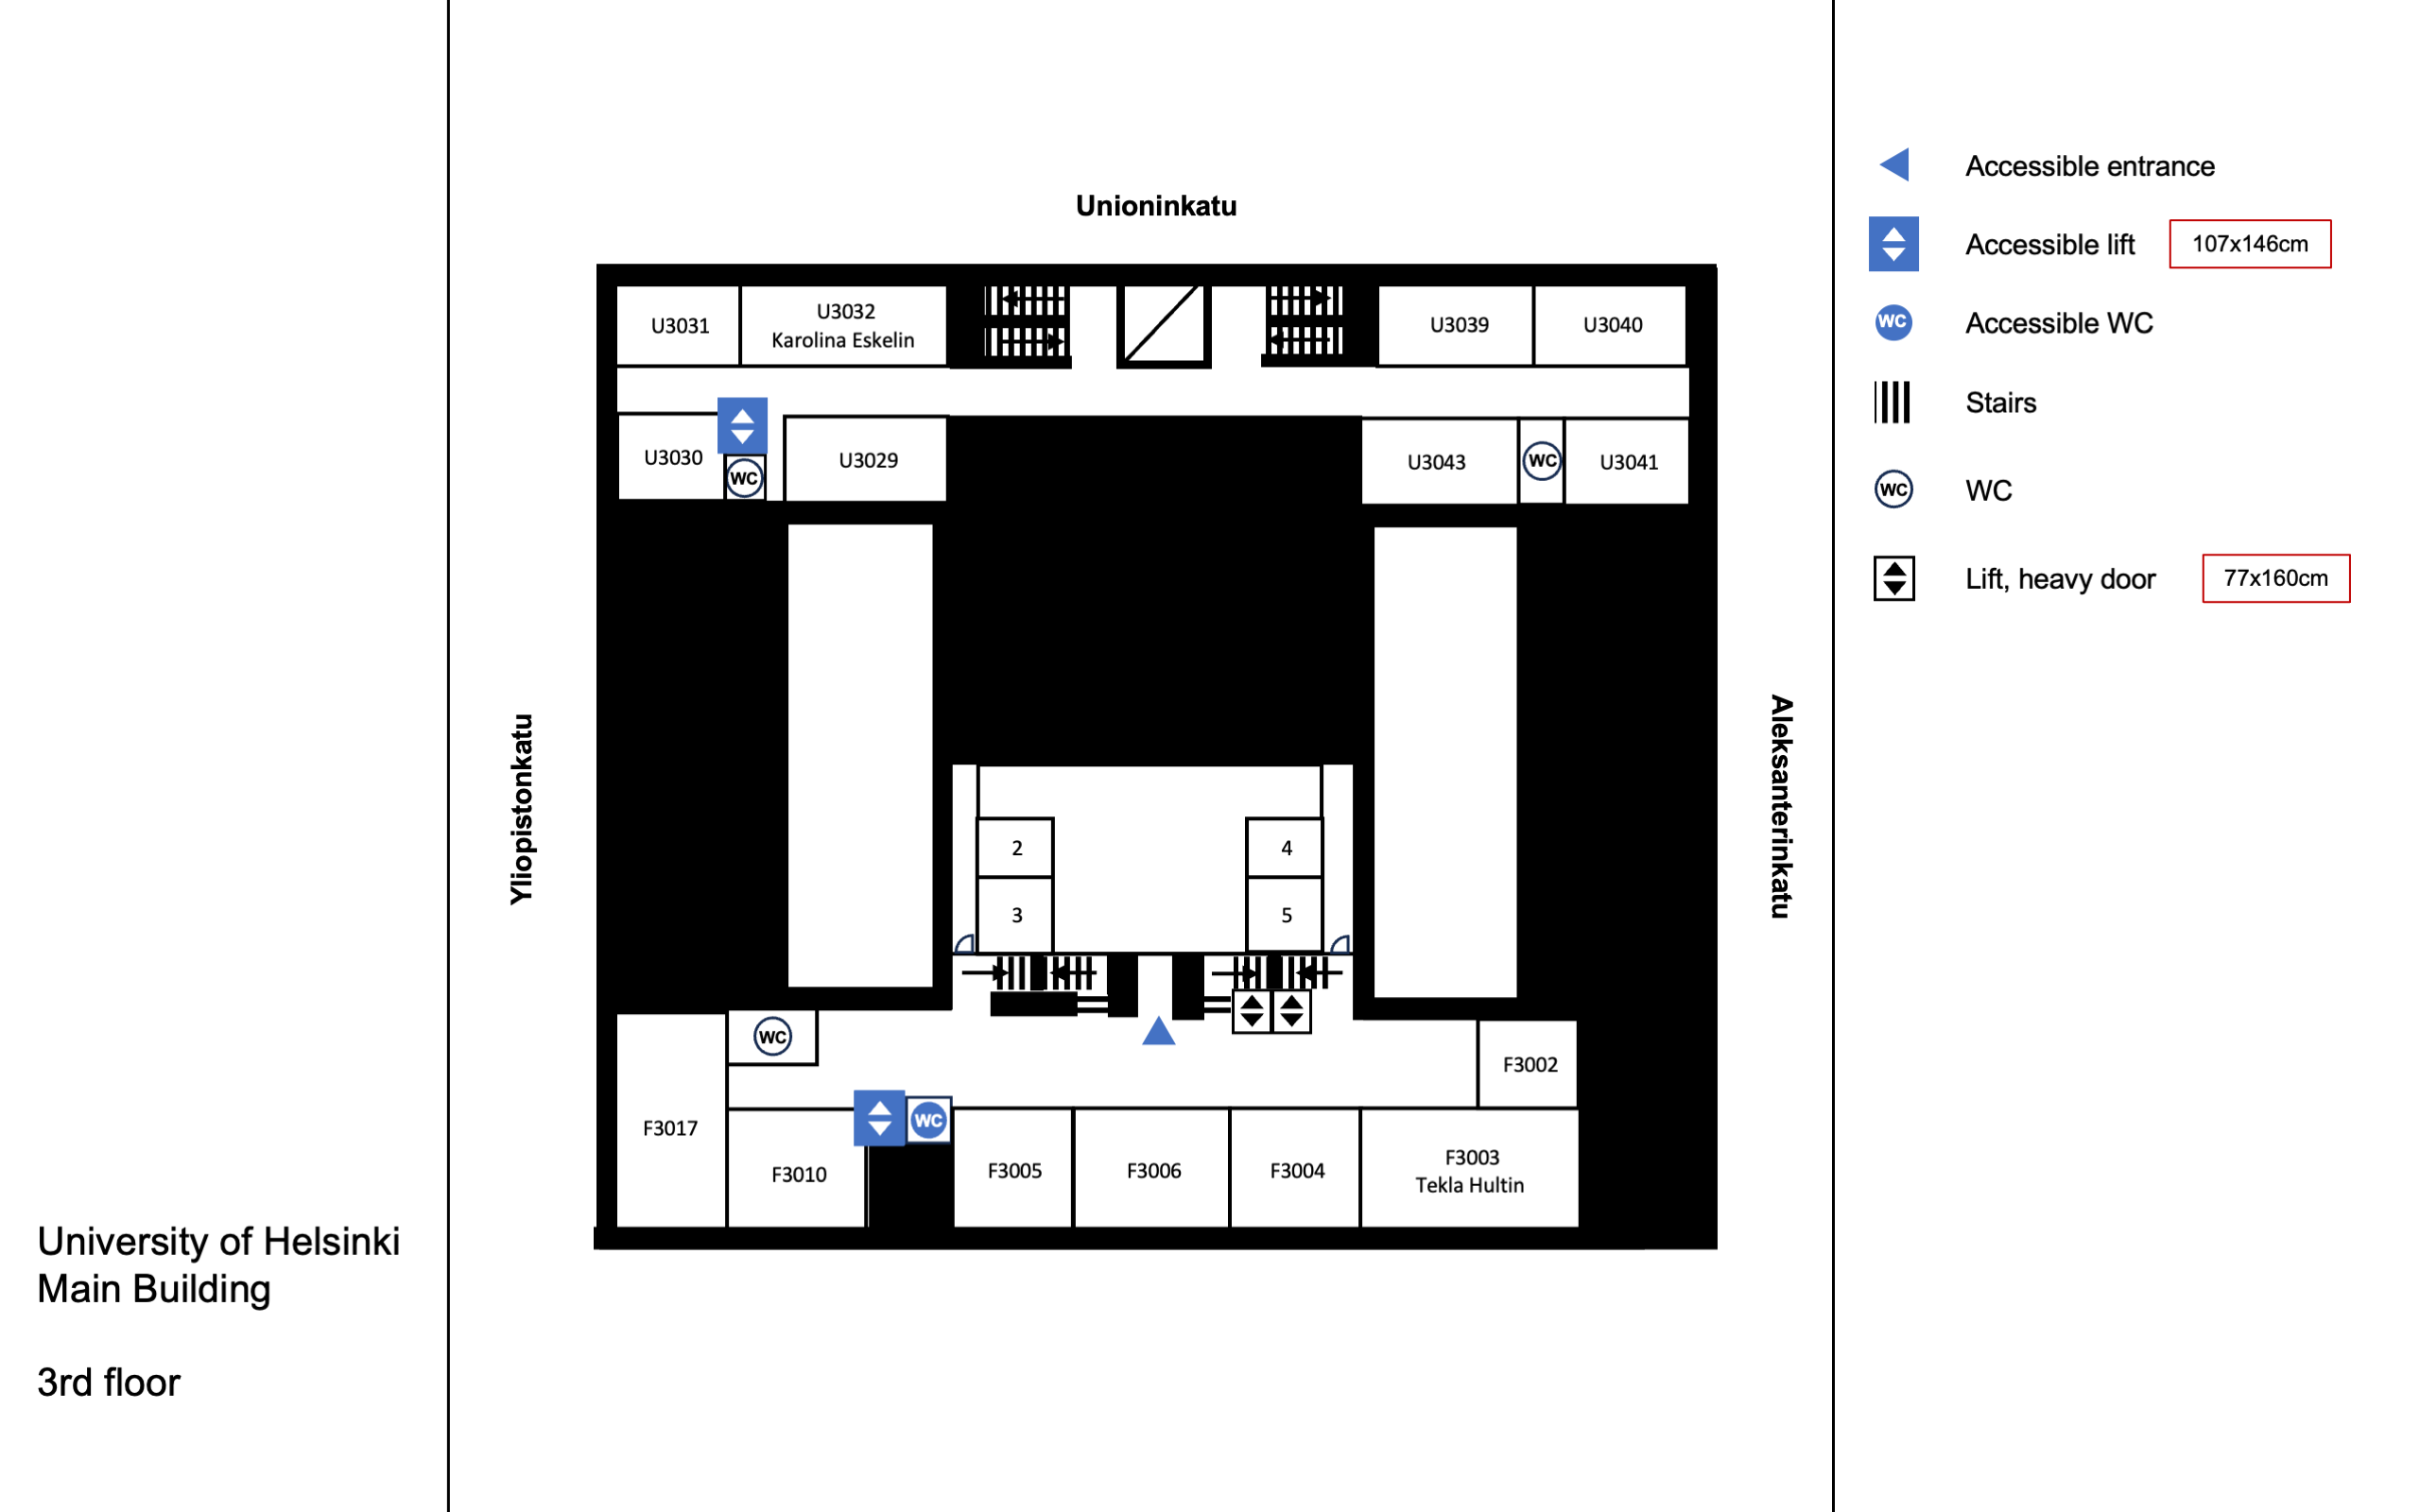 Unioninkatu
U3031
U3032
Karolina Eskelin
U3039
U3040
U3030
WC
U3029
U3043
WC
U3041
Yliopistonkatu
Aleksanterinkatu
2
4
3
5
WC
F3002
F3017
WC
F3010
F3005
F3006
F3004
F3003
Tekla Hultin
Accessible entrance
Accessible lift
107x146cm
WC
Accessible WC
Stairs
WC
WC
Lift, heavy door
77x160cm
University of Helsinki
Main Building
3rd floor